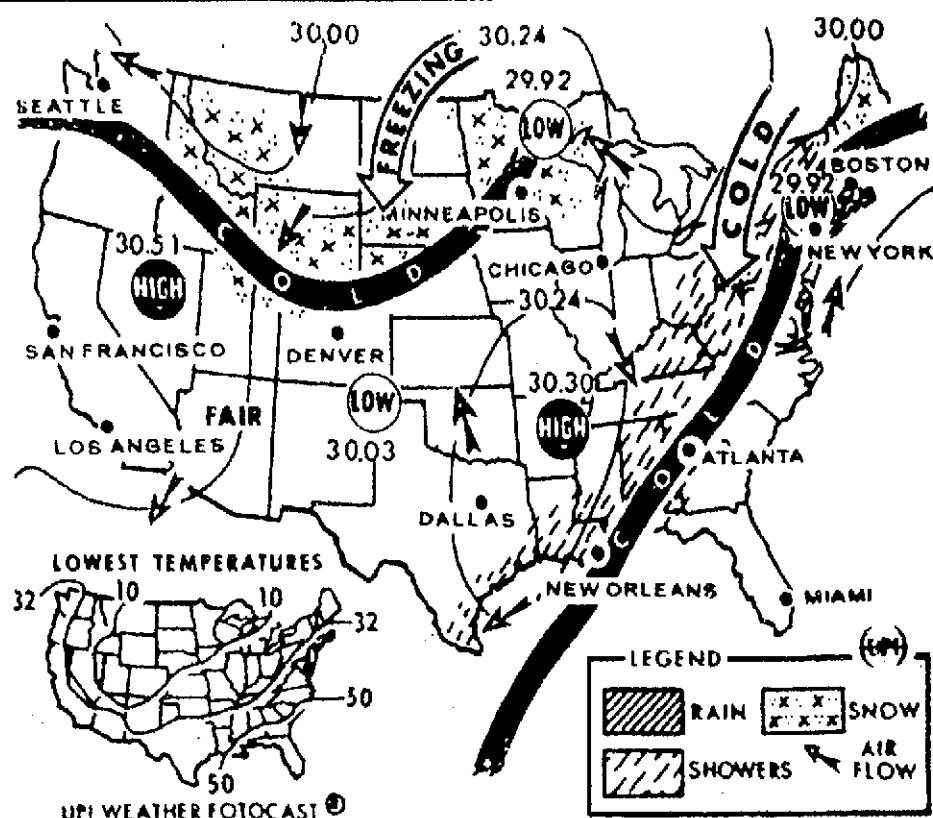 30.00
30.24
30.00
FREEZING
29.92
SEATTLE
LOW
COLD
BOSTON
29.92
LOW
MINNEAPOLIS
NEW YORK
COLD
30.51
CHICAGO
HIGH
30.24
SAN FRANCISCO
DENVER
COLD
30.30
LOW
FAIR
HIGH
LOS ANGELES
30.03
ATLANTA
DALLAS
LOWEST TEMPERATURES
NEW ORLEANS
MIAMI
32
10
10
32
50
50
LEGEND
UPI
RAIN
SNOW
SHOWERS
AIR
FLOW
UPI WEATHER FOTOCAST ®